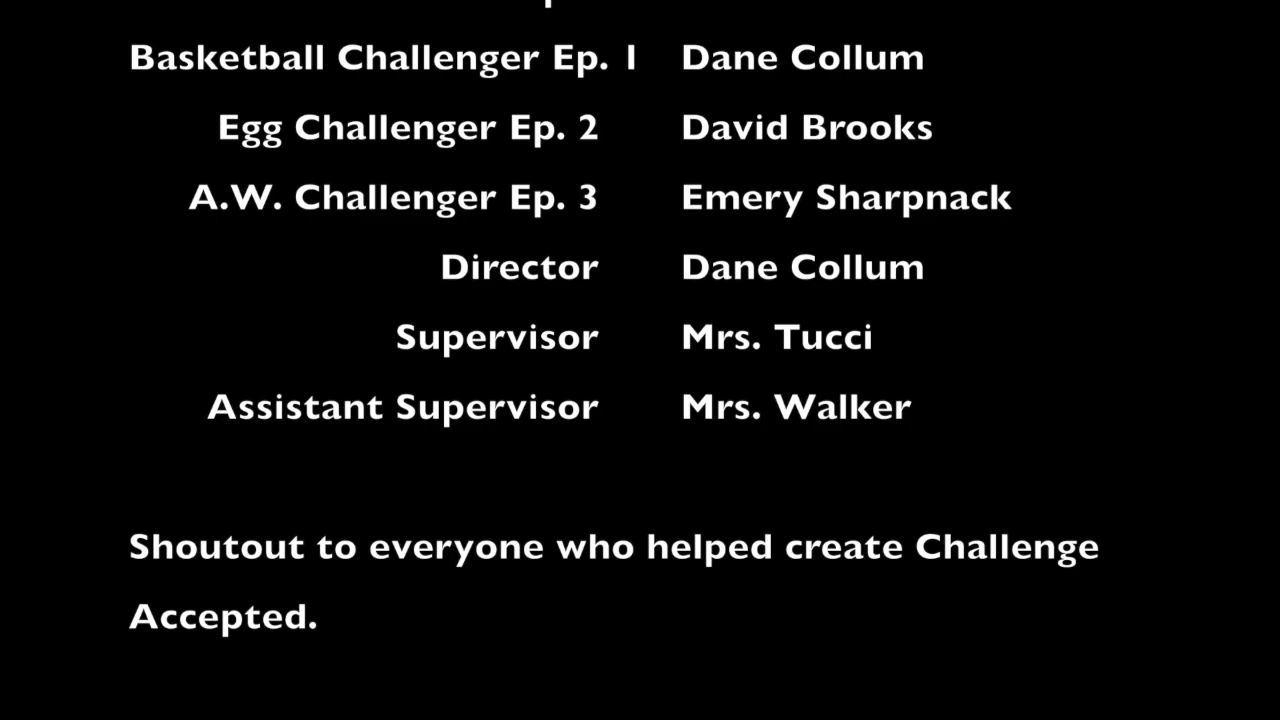 Basketball Challenger Ep. 1 Dane Collum
Egg Challenger Ep. 2 David Brooks
A.W. Challenger Ep. 3 Emery Sharpnack
Director Dane Collum
Supervisor Mrs. Tucci
Assistant Supervisor Mrs. Walker
Shoutout to everyone who helped create Challenge
Accepted.